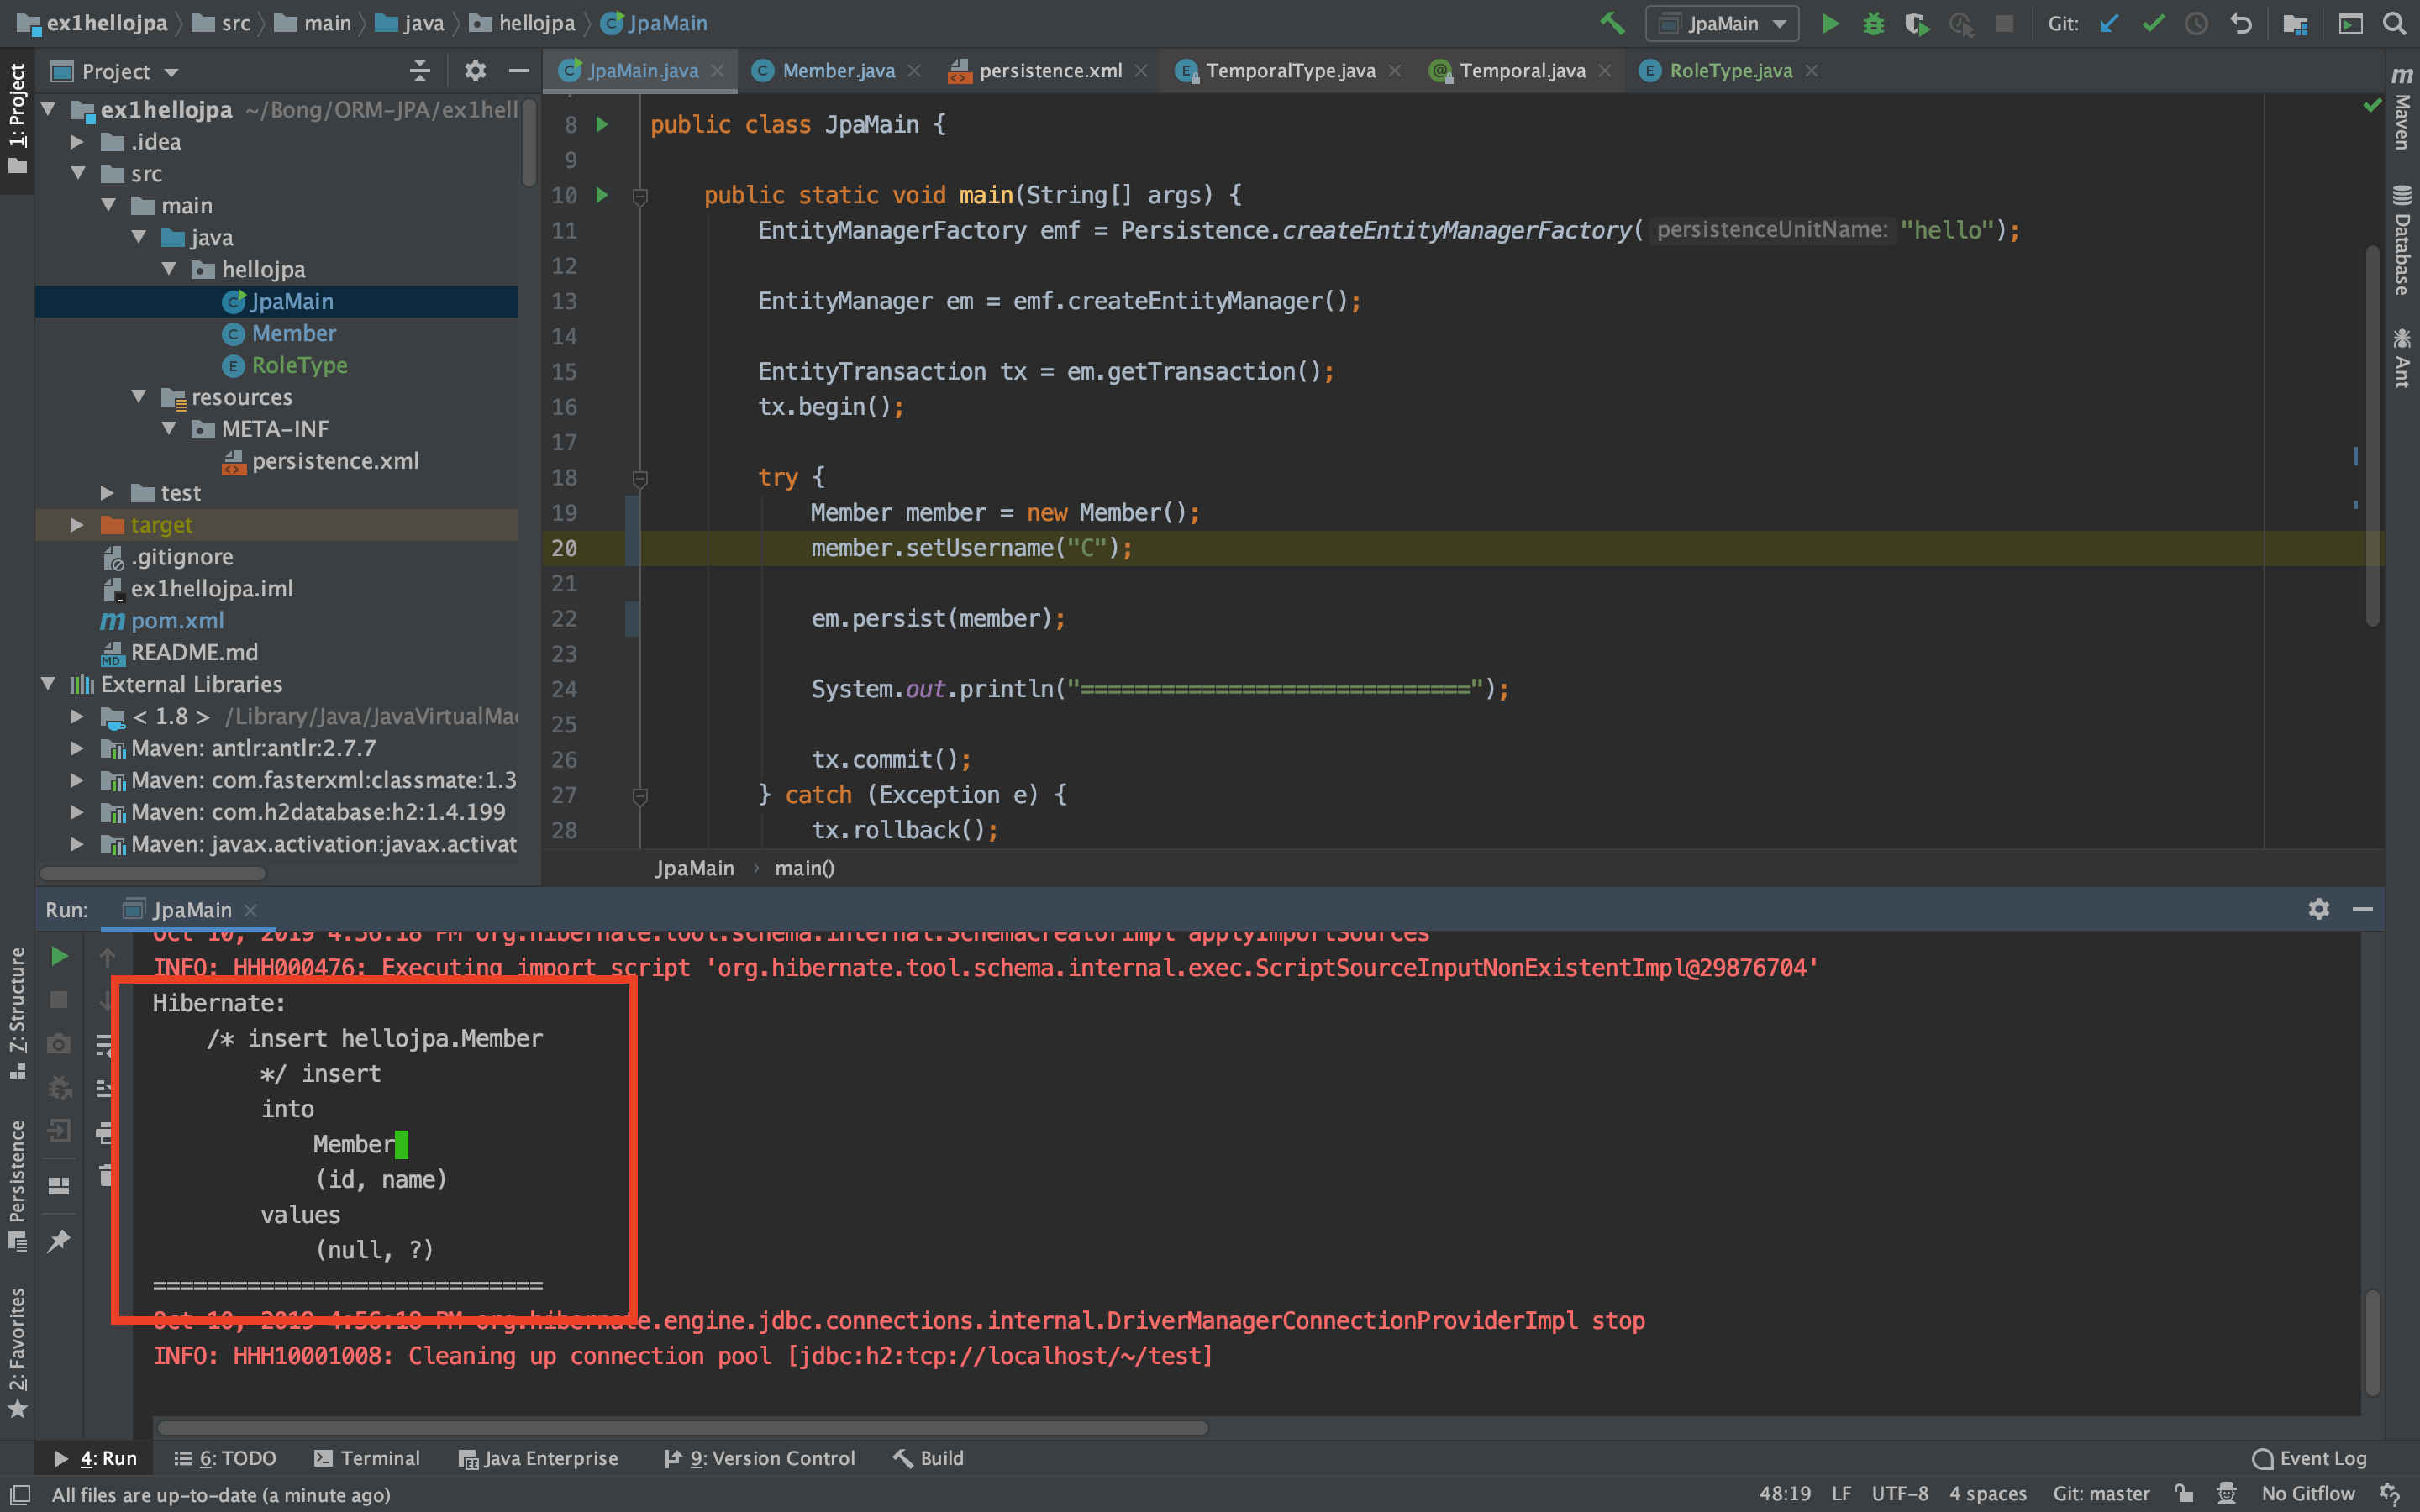 ex1hellojpa
src
main
java
hellojpa
JpaMain
JpaMain
Git:
Project
JpaMain.java
Member.java
persistence.xml
TemporalType.java
Temporal.java
RoleType.java
1: Project
ex1hellojpa ~/Bong/ORM-JPA/ex1hell
.idea
src
main
java
hellojpa
JpaMain
Member
RoleType
resources
META-INF
persistence.xml
test
target
.gitignore
ex1hellojpa.iml
pom.xml
README.md
External Libraries
< 1.8 > /Library/Java/JavaVirtualMa
Maven: antlr:antlr:2.7.7
Maven: com.fasterxml:classmate:1.3
Maven: com.h2database:h2:1.4.199
Maven: javax.activation:javax.activat
8 public class JpaMain {
9
10 public static void main(String[] args) {
11 EntityManagerFactory emf = Persistence.createEntityManagerFactory( persistenceUnitName: "hello");
12
13 EntityManager em = emf.createEntityManager();
14
15 EntityTransaction tx = em.getTransaction();
16 tx.begin();
17
18 try {
19 Member member = new Member();
20 member.setUsername("C");
21
22 em.persist(member);
23
24 System.out.println("=============================");
25
26 tx.commit();
27 } catch (Exception e) {
28 tx.rollback();
JpaMain
main()
Maven
Database
Ant
Run:
JpaMain
Oct 10, 2019 4:56:18 PM org.hibernate.tool.schema.internal.SchemaCreatorImpl applyImportSources
INFO: HHH000476: Executing import script 'org.hibernate.tool.schema.internal.exec.ScriptSourceInputNonExistentImpl@29876704'
Hibernate:
/* insert hellojpa.Member
*/ insert
into
Member
(id, name)
values
(null, ?)
=============================
Oct 10, 2019 4:56:18 PM org.hibernate.engine.jdbc.connections.internal.DriverManagerConnectionProviderImpl stop
INFO: HHH10001008: Cleaning up connection pool [jdbc:h2:tcp://localhost/~/test]
7: Structure
Persistence
2: Favorites
4: Run
6: TODO
Terminal
Java Enterprise
9: Version Control
Build
Event Log
All files are up-to-date (a minute ago)
48:19
LF
UTF-8
4 spaces
Git: master
No Gitflow